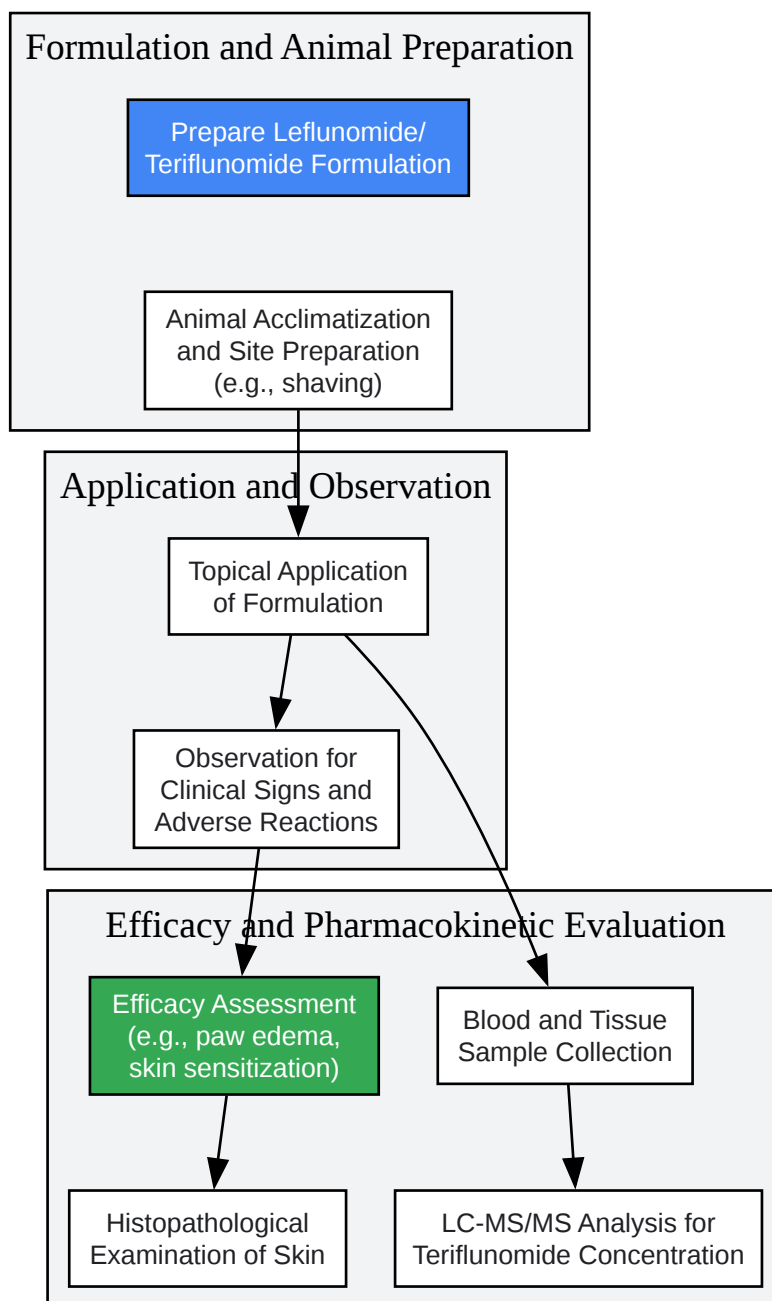 Formulation and Animal Preparation
Prepare Leflunomide/
Teriflunomide Formulation
Animal Acclimatization
and Site Preparation
(e.g., shaving)
Application and Observation
Topical Application
of Formulation
Observation for
Clinical Signs and
Adverse Reactions
Efficacy and Pharmacokinetic Evaluation
Efficacy Assessment
(e.g., paw edema,
skin sensitization)
Blood and Tissue
Sample Collection
Histopathological
Examination of Skin
LC-MS/MS Analysis for
Teriflunomide Concentration